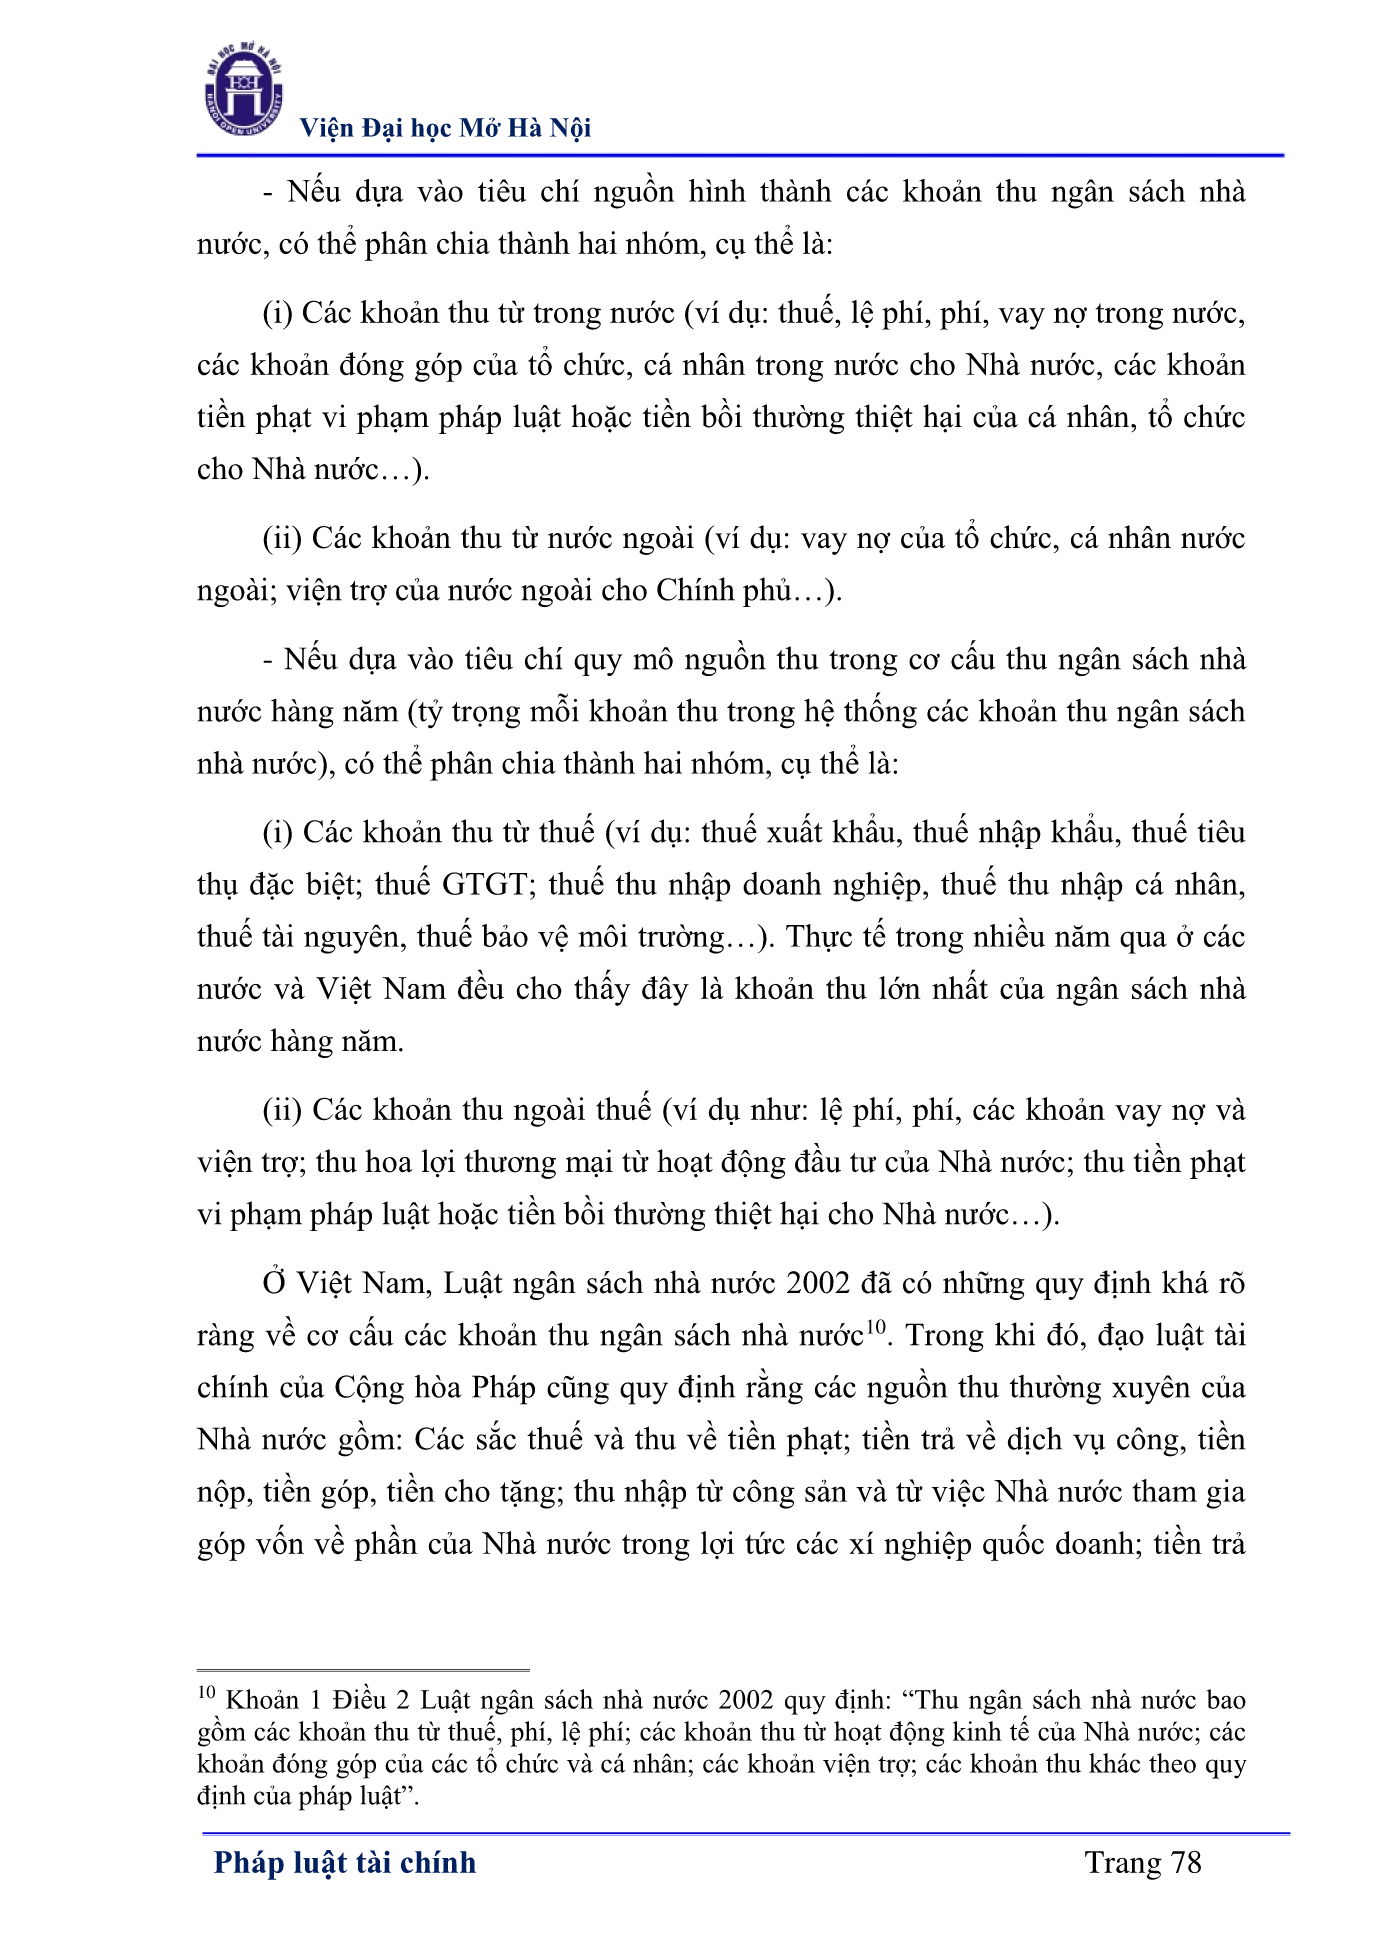 ĐẠI HỌC MỞ HÀ NỘI
HANOI OPEN UNIVERSITY
Viện Đại học Mở Hà Nội
- Nếu dựa vào tiêu chí nguồn hình thành các khoản thu ngân sách nhà
nước, có thể phân chia thành hai nhóm, cụ thể là:
(i) Các khoản thu từ trong nước (ví dụ: thuế, lệ phí, phí, vay nợ trong nước,
các khoản đóng góp của tổ chức, cá nhân trong nước cho Nhà nước, các khoản
tiền phạt vi phạm pháp luật hoặc tiền bồi thường thiệt hại của cá nhân, tổ chức
cho Nhà nước…).
(ii) Các khoản thu từ nước ngoài (ví dụ: vay nợ của tổ chức, cá nhân nước
ngoài; viện trợ của nước ngoài cho Chính phủ…).
- Nếu dựa vào tiêu chí quy mô nguồn thu trong cơ cấu thu ngân sách nhà
nước hàng năm (tỷ trọng mỗi khoản thu trong hệ thống các khoản thu ngân sách
nhà nước), có thể phân chia thành hai nhóm, cụ thể là:
(i) Các khoản thu từ thuế (ví dụ: thuế xuất khẩu, thuế nhập khẩu, thuế tiêu
thụ đặc biệt; thuế GTGT; thuế thu nhập doanh nghiệp, thuế thu nhập cá nhân,
thuế tài nguyên, thuế bảo vệ môi trường…). Thực tế trong nhiều năm qua ở các
nước và Việt Nam đều cho thấy đây là khoản thu lớn nhất của ngân sách nhà
nước hàng năm.
(ii) Các khoản thu ngoài thuế (ví dụ như: lệ phí, phí, các khoản vay nợ và
viện trợ; thu hoa lợi thương mại từ hoạt động đầu tư của Nhà nước; thu tiền phạt
vi phạm pháp luật hoặc tiền bồi thường thiệt hại cho Nhà nước…).
Ở Việt Nam, Luật ngân sách nhà nước 2002 đã có những quy định khá rõ
ràng về cơ cấu các khoản thu ngân sách nhà nước10. Trong khi đó, đạo luật tài
chính của Cộng hòa Pháp cũng quy định rằng các nguồn thu thường xuyên của
Nhà nước gồm: Các sắc thuế và thu về tiền phạt; tiền trả về dịch vụ công, tiền
nộp, tiền góp, tiền cho tặng; thu nhập từ công sản và từ việc Nhà nước tham gia
góp vốn về phần của Nhà nước trong lợi tức các xí nghiệp quốc doanh; tiền trả
10 Khoản 1 Điều 2 Luật ngân sách nhà nước 2002 quy định: “Thu ngân sách nhà nước bao
gồm các khoản thu từ thuế, phí, lệ phí; các khoản thu từ hoạt động kinh tế của Nhà nước; các
khoản đóng góp của các tổ chức và cá nhân; các khoản viện trợ; các khoản thu khác theo quy
định của pháp luật”.
Pháp luật tài chính
Trang 78